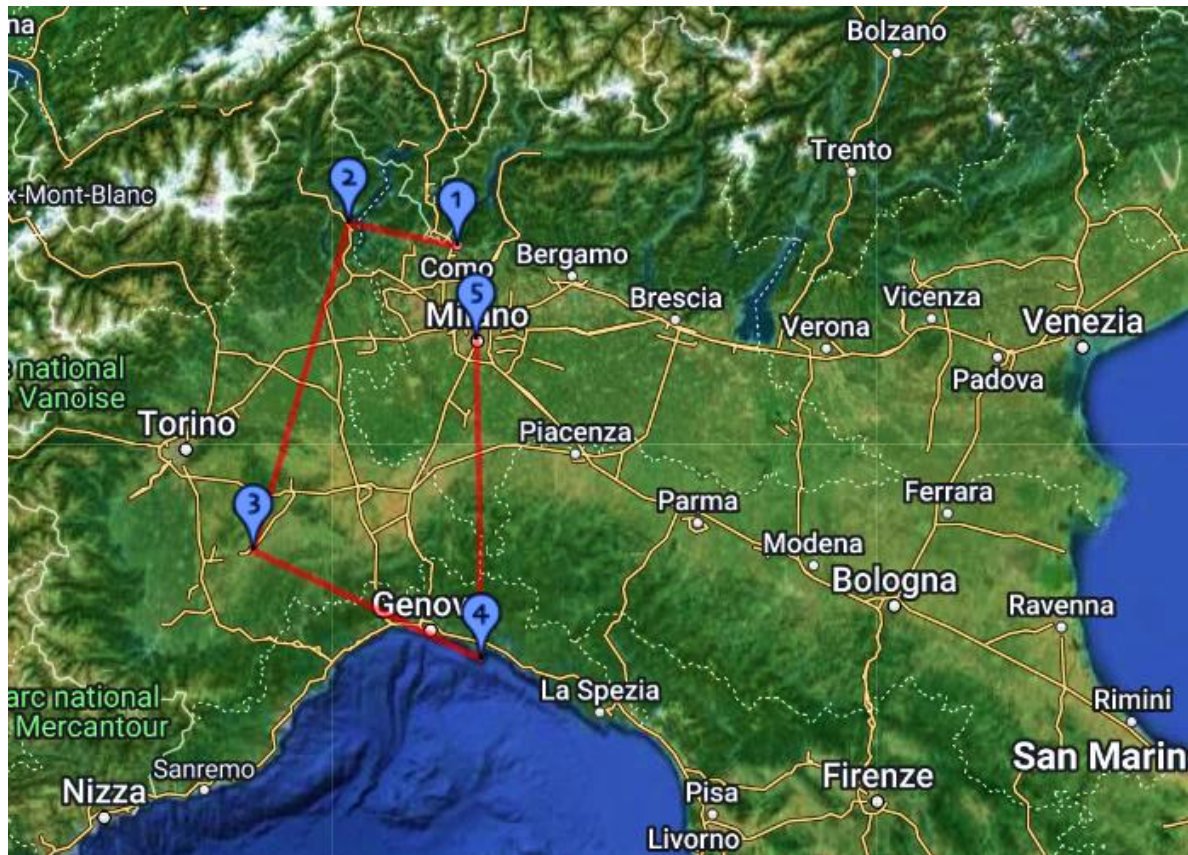 ma
Bolzano
Trento
x-Mont-Blanc
2
1
Como
Bergamo
5
Milano
Brescia
Vicenza
Venezia
Verona
Padova
national
Vanoise
Torino
Piacenza
3
Parma
Ferrara
Modena
Bologna
Genov
4
Ravenna
La Spezia
arc national
Mercantour
Rimini
San Marin
Sanremo
Nizza
Firenze
Pisa
Livorno